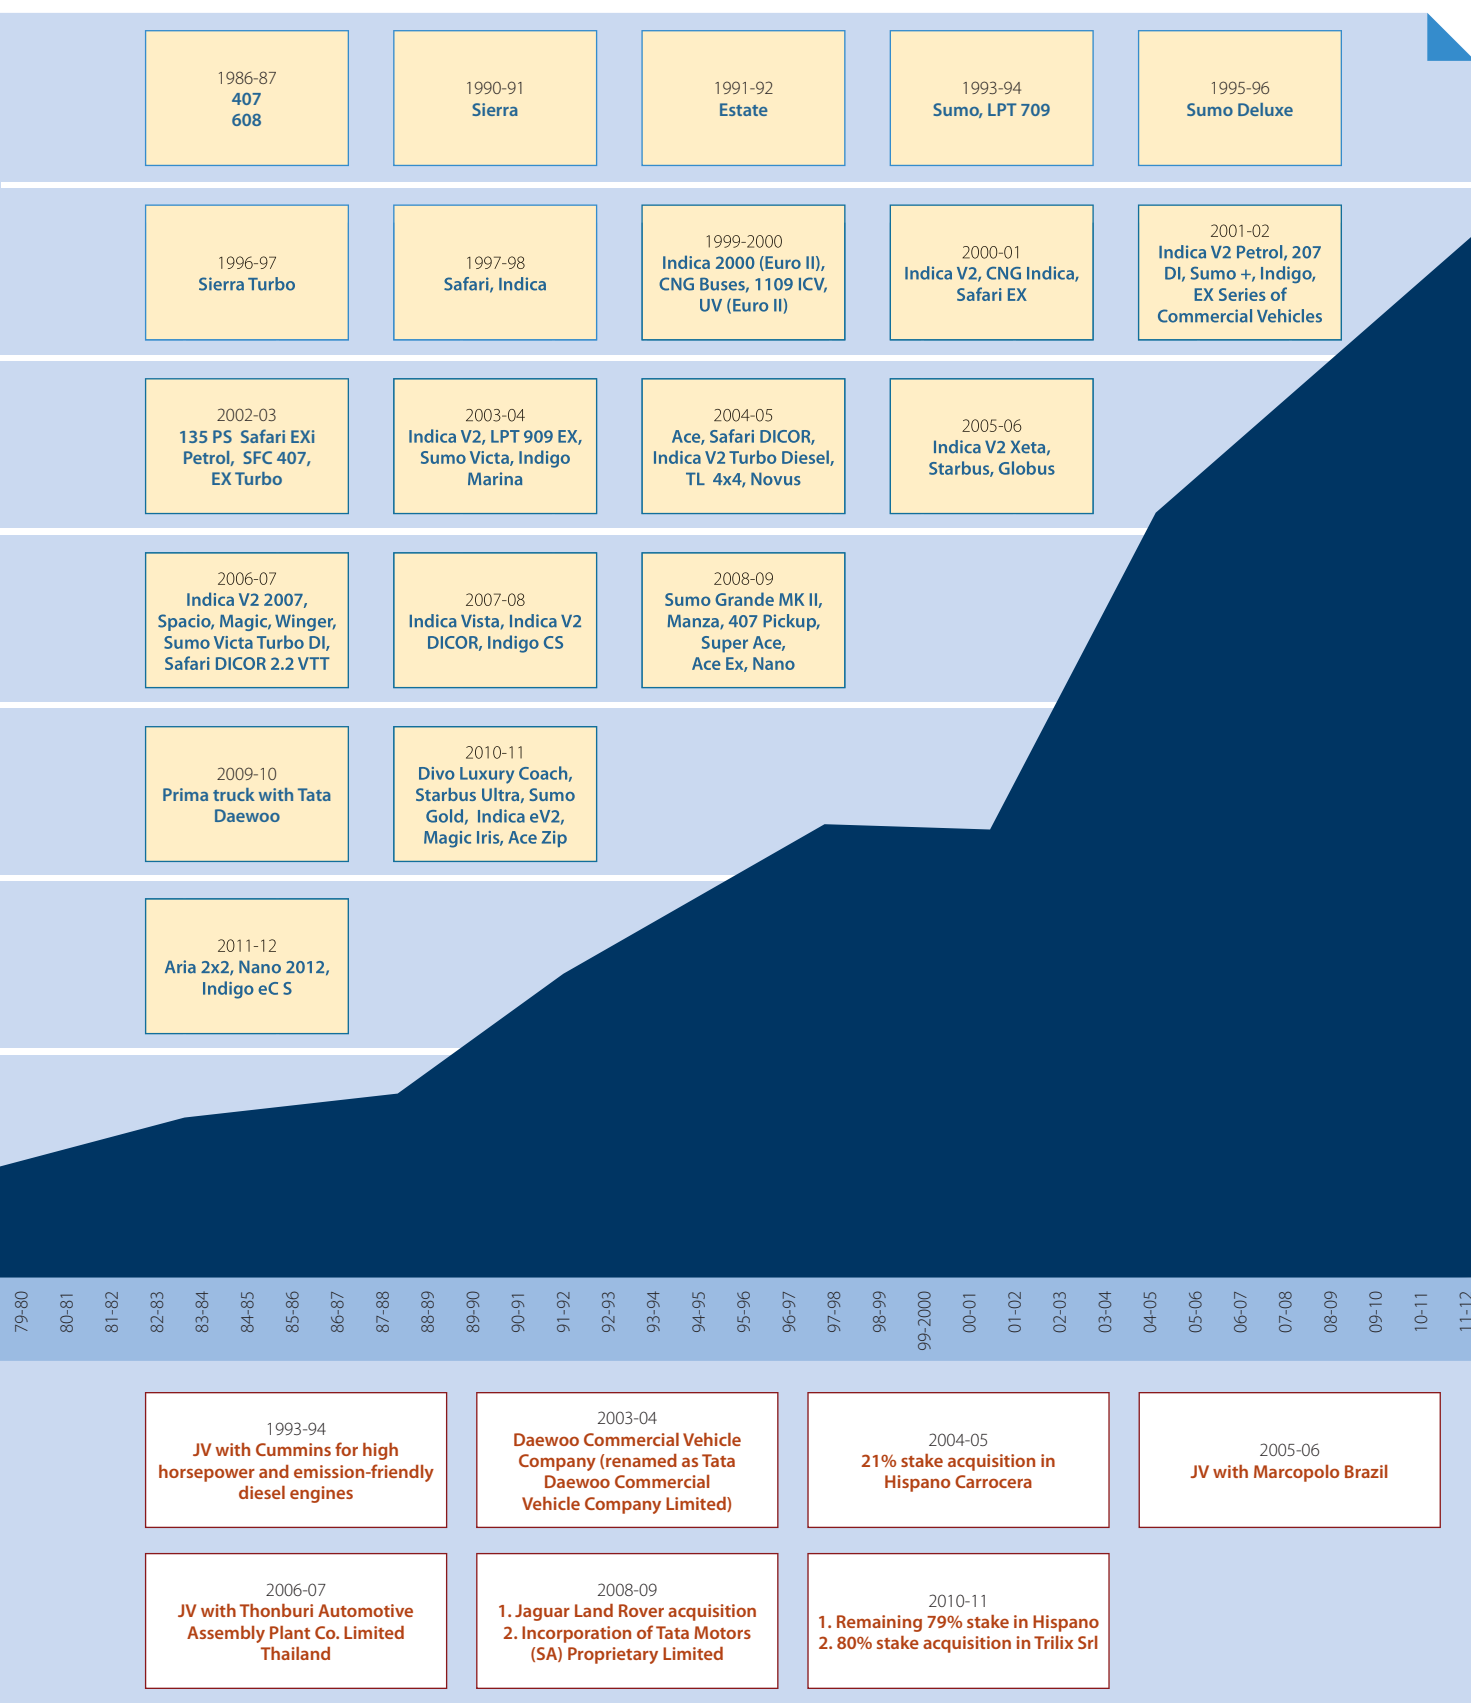 1986-87
407
608
1990-91
Sierra
1991-92
Estate
1993-94
Sumo, LPT 709
1995-96
Sumo Deluxe
1996-97
Sierra Turbo
1997-98
Safari, Indica
1999-2000
Indica 2000 (Euro II),
CNG Buses, 1109 ICV,
UV (Euro II)
2000-01
Indica V2, CNG Indica,
Safari EX
2001-02
Indica V2 Petrol, 207
DI, Sumo +, Indigo,
EX Series of
Commercial Vehicles
2002-03
135 PS  Safari EXi
Petrol,  SFC 407,
EX Turbo
2003-04
Indica V2, LPT 909 EX,
Sumo Victa, Indigo
Marina
2004-05
Ace, Safari DICOR,
Indica V2 Turbo Diesel,
TL  4x4, Novus
2005-06
Indica V2 Xeta,
Starbus, Globus
2006-07
Indica V2 2007,
Spacio, Magic, Winger,
Sumo Victa Turbo DI,
Safari DICOR 2.2 VTT
2007-08
Indica Vista, Indica V2
DICOR, Indigo CS
2008-09
Sumo Grande MK II,
Manza, 407 Pickup,
Super Ace,
Ace Ex, Nano
2009-10
Prima truck with Tata
Daewoo
2010-11
Divo Luxury Coach,
Starbus Ultra, Sumo
Gold,  Indica eV2,
Magic Iris, Ace Zip
2011-12
Aria 2x2, Nano 2012,
Indigo eC S
79-80
80-81
81-82
82-83
83-84
84-85
85-86
86-87
87-88
88-89
89-90
90-91
91-92
92-93
93-94
94-95
95-96
96-97
97-98
98-99
99-2000
00-01
01-02
02-03
03-04
04-05
05-06
06-07
07-08
08-09
09-10
10-11
11-12
1993-94
JV with Cummins for high
horsepower and emission-friendly
diesel engines
2003-04
Daewoo Commercial Vehicle
Company (renamed as Tata
Daewoo Commercial
Vehicle Company Limited)
2004-05
21% stake acquisition in
Hispano Carrocera
2005-06
JV with Marcopolo Brazil
2006-07
JV with Thonburi Automotive
Assembly Plant Co. Limited
Thailand
2008-09
1. Jaguar Land Rover acquisition
2. Incorporation of Tata Motors
(SA) Proprietary Limited
2010-11
1. Remaining 79% stake in Hispano
2. 80% stake acquisition in Trilix Srl